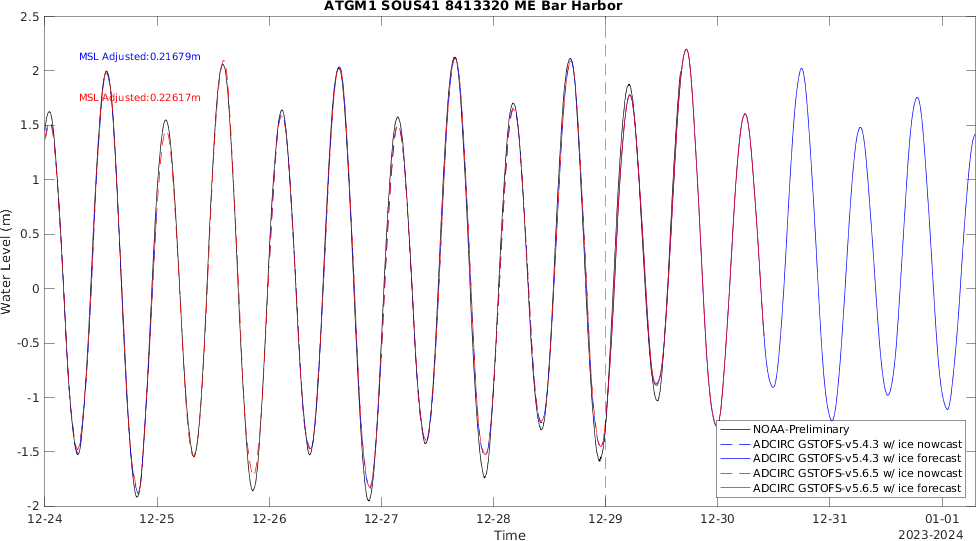 ATGM1 SOUS41 8413320 ME Bar Harbor
2.5
2
1.5
1
0.5
0
-0.5
-1
-1.5
-2
Water Level (m)
MSL Adjusted:0.21679m
MSL Adjusted:0.22617m
NOAA-Preliminary
ADCIRC GSTOFS-v5.4.3 w/ ice nowcast
ADCIRC GSTOFS-v5.4.3 w/ ice forecast
ADCIRC GSTOFS-v5.6.5 w/ ice nowcast
ADCIRC GSTOFS-v5.6.5 w/ ice forecast
12-24 12-25 12-26 12-27 12-28 12-29 12-30 12-31 01-01
Time
2023-2024